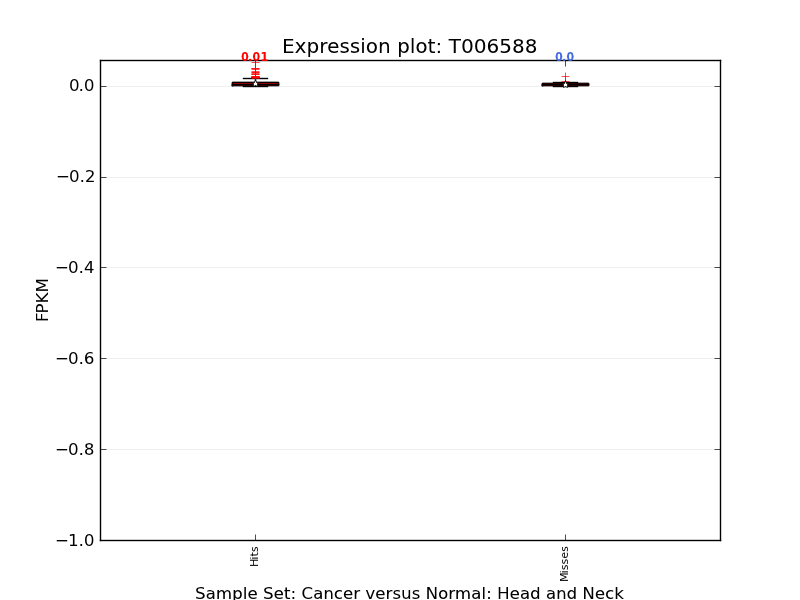 Expression plot: T006588
0.01
0.0
0.0
−0.2
−0.4
−0.6
−0.8
−1.0
FPKM
Hits
Misses
Sample Set: Cancer versus Normal: Head and Neck